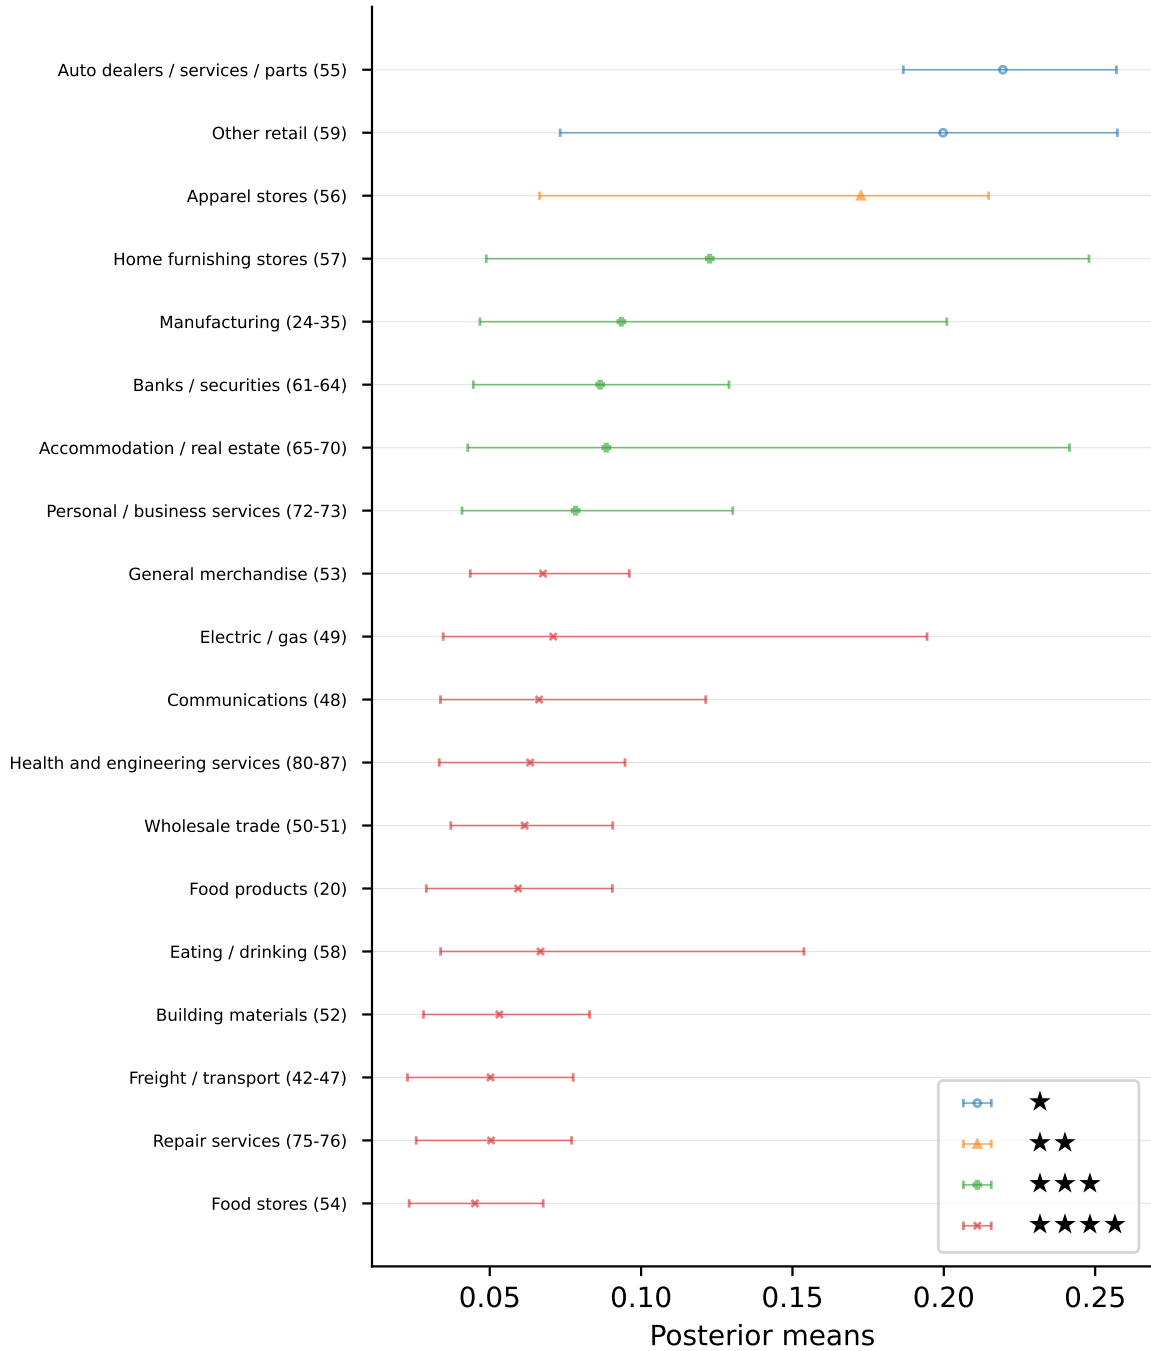 Auto dealers / services / parts (55)
Other retail (59)
Apparel stores (56)
Home furnishing stores (57)
Manufacturing (24-35)
Banks / securities (61-64)
Accommodation / real estate (65-70)
Personal / business services (72-73)
General merchandise (53)
Electric / gas (49)
Communications (48)
Health and engineering services (80-87)
Wholesale trade (50-51)
Food products (20)
Eating / drinking (58)
Building materials (52)
Freight / transport (42-47)
Repair services (75-76)
Food stores (54)
★
★★
★★★
★★★★
0.05 0.10 0.15 0.20 0.25
Posterior means